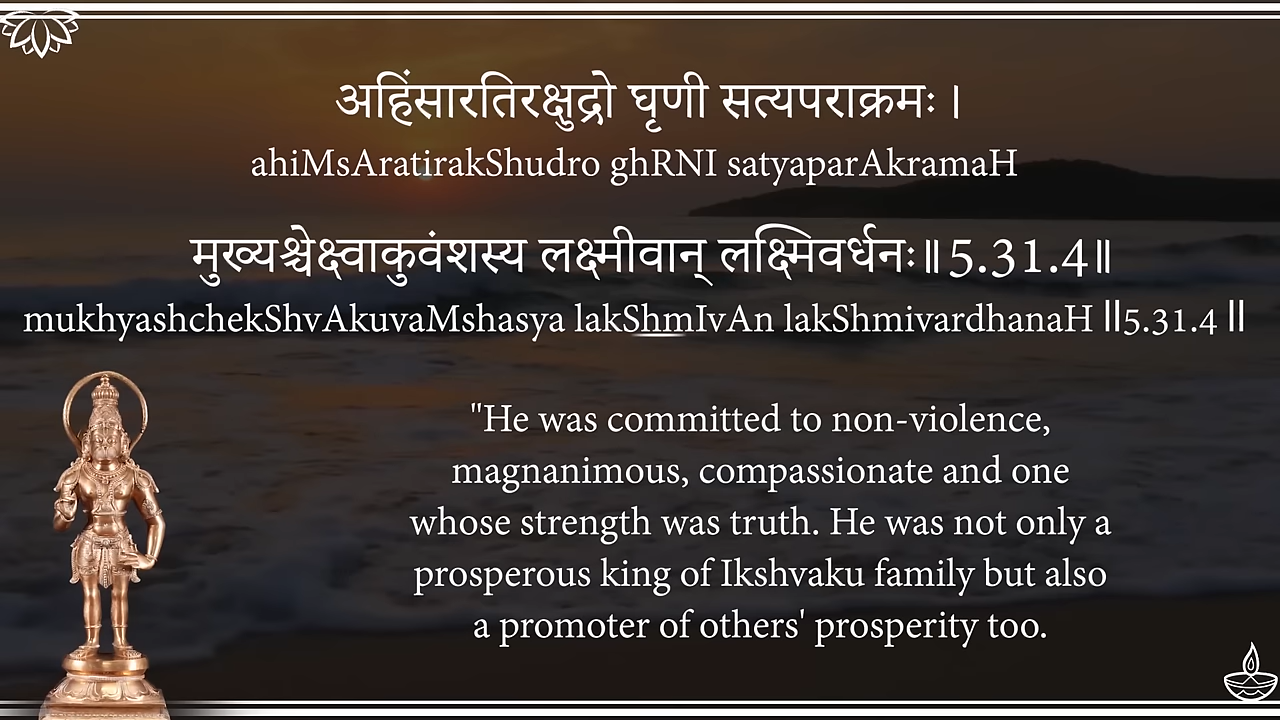 अहिंसारतिरक्षुद्रो घृणी सत्यपराक्रमः ।
ahiMsAratirakShudro ghRNI satyaparAkramaH
मुख्यश्चेक्ष्वाकुवंशस्य लक्ष्मीवान् लक्ष्मिवर्धनः॥5.31.4॥
mukhyashchekShvAkuvaMshasya lakShmIvAn lakShmivardhanaH ||5.31.4 ||
"He was committed to non-violence,
magnanimous, compassionate and one
whose strength was truth. He was not only a
prosperous king of Ikshvaku family but also
a promoter of others' prosperity too.